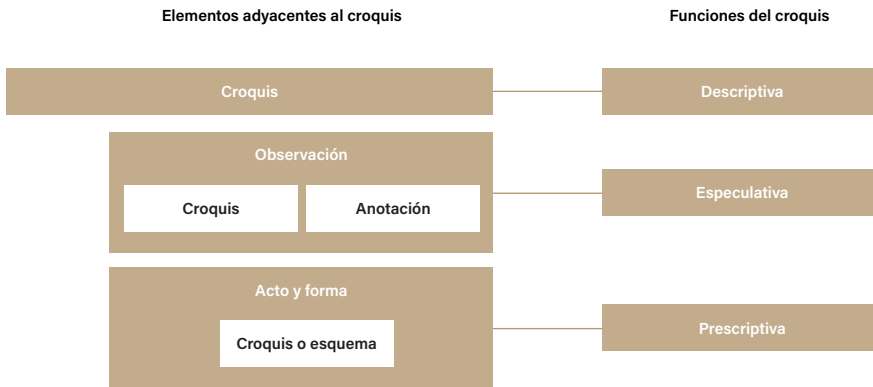 Elementos adyacentes al croquis
Funciones del croquis
Croquis
Descriptiva
Observación
Croquis
Anotación
Especulativa
Acto y forma
Croquis o esquema
Prescriptiva